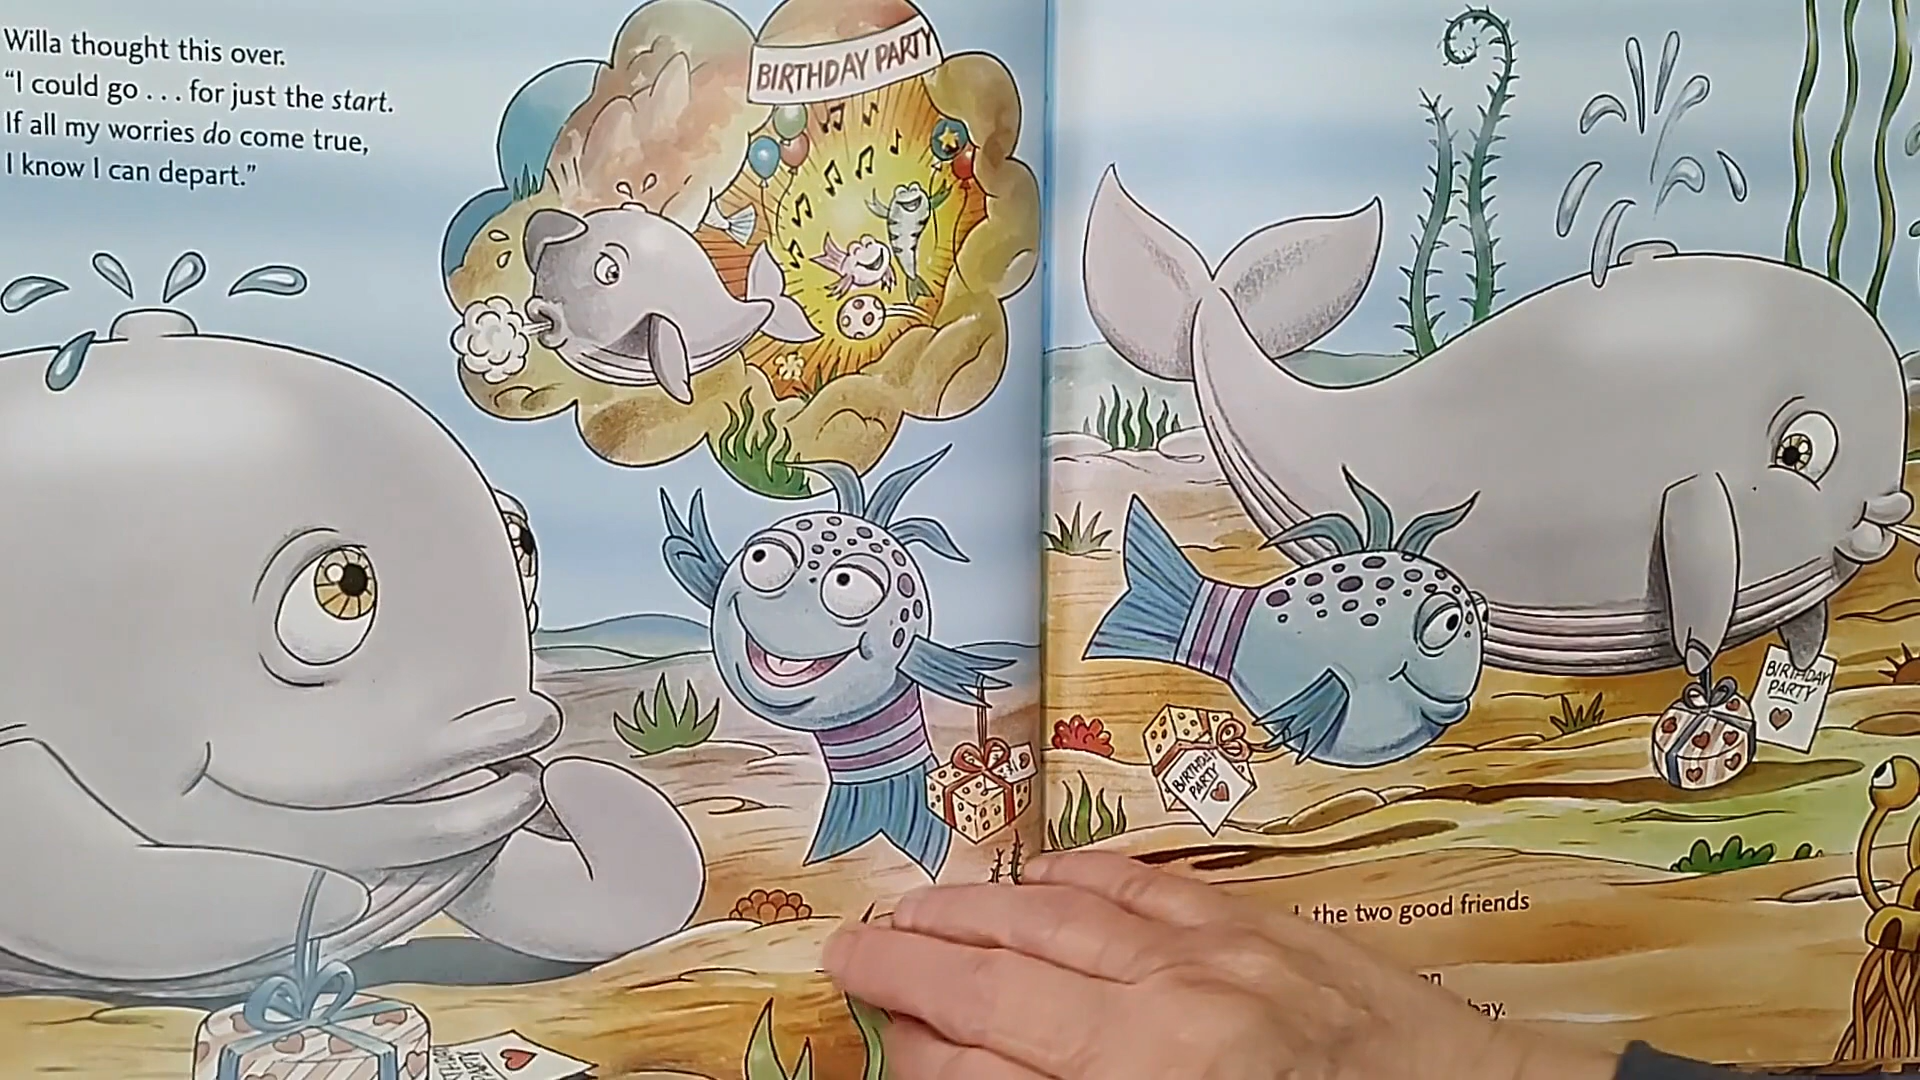 Willa thought this over.
“I could go . . . for just the start.
If all my worries do come true,
I know I can depart.”
BIRTHDAY PARTY
BIRTHDAY
PARTY
BIRTHDAY
PARTY
the two good friends
bay.